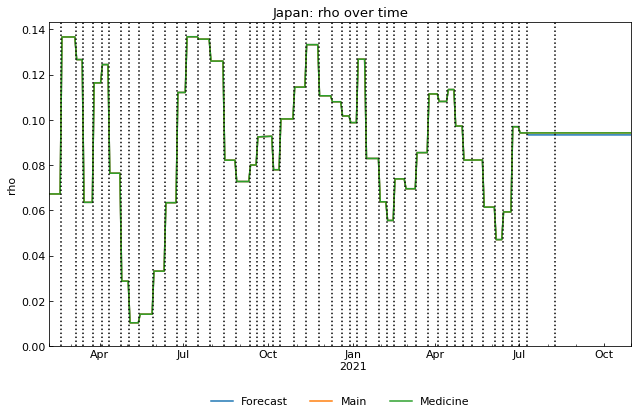 Japan: rho over time
rho
0.14
0.12
0.10
0.08
0.06
0.04
0.02
0.00
Apr Jul Oct Jan Apr Jul Oct
2021
Forecast Main Medicine